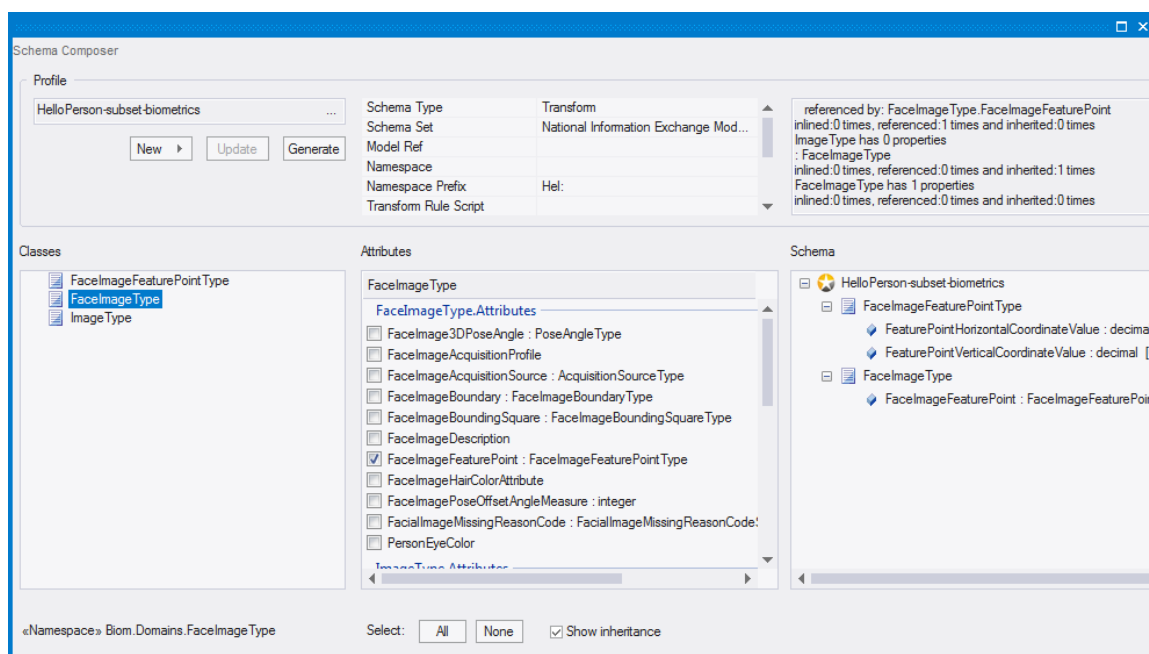 Schema Composer
Profile
HelloPerson-subset-biometrics ...
New Update Generate
Schema Type Transform
Schema Set National Information Exchange Mod...
Model Ref
Namespace
Namespace Prefix Hel:
Transform Rule Script
referenced by: FaceImageType.FaceImageFeaturePoint
inlined:0 times, referenced:1 times and inherited:0 times
ImageType has 0 properties
: FaceImageType
inlined:0 times, referenced:0 times and inherited:1 times
FaceImageType has 1 properties
inlined:0 times, referenced:0 times and inherited:0 times
Classes
FaceImageFeaturePointType
FaceImageType
ImageType
Attributes
FaceImageType
FaceImageType.Attributes
FaceImage3DPoseAngle : PoseAngleType
FaceImageAcquisitionProfile
FaceImageAcquisitionSource : AcquisitionSourceType
FaceImageBoundary : FaceImageBoundaryType
FaceImageBoundingSquare : FaceImageBoundingSquareType
FaceImageDescription
FaceImageFeaturePoint : FaceImageFeaturePointType
FaceImageHairColorAttribute
FaceImagePoseOffsetAngleMeasure : integer
FacialImageMissingReasonCode : FacialImageMissingReasonCode
PersonEyeColor
ImageType.Attributes
Schema
HelloPerson-subset-biometrics
FaceImageFeaturePointType
FeaturePointHorizontalCoordinateValue : decima
FeaturePointVerticalCoordinateValue : decimal [
FaceImageType
FaceImageFeaturePoint : FaceImageFeaturePoi
«Namespace» Biom.Domains.FaceImageType
Select: All None Show inheritance